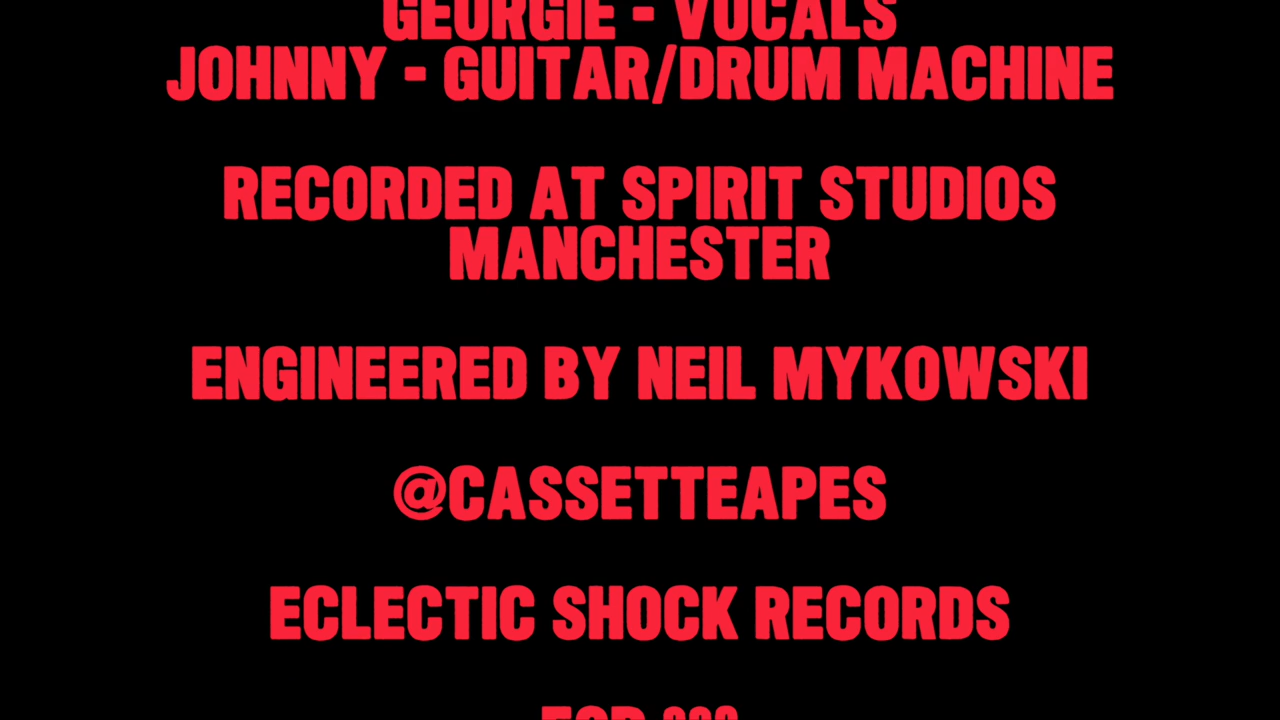 GEORGIE - VOCALS
JOHNNY - GUITAR/DRUM MACHINE
RECORDED AT SPIRIT STUDIOS
MANCHESTER
ENGINEERED BY NEIL MYKOWSKI
@CASSETTEAPES
ECLECTIC SHOCK RECORDS